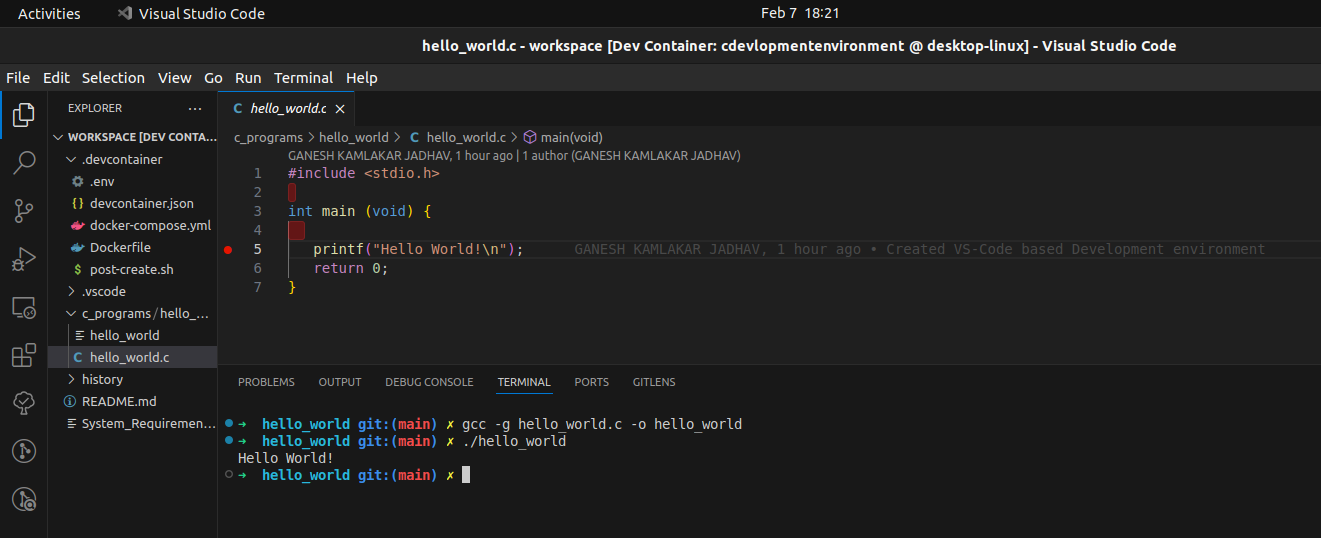 Activities Visual Studio Code Feb 7 18:21
hello_world.c - workspace [Dev Container: cdevlopmentenvironment @ desktop-linux] - Visual Studio Code
File Edit Selection View Go Run Terminal Help
EXPLORER ...
WORKSPACE [DEV CONTA...
.devcontainer
.env
devcontainer.json
docker-compose.yml
Dockerfile
$ post-create.sh
.vscode
c_programs/hello_...
hello_world
C hello_world.c
history
README.md
System_Requiremen...
C hello_world.c ×
c_programs > hello_world > C hello_world.c > main(void)
GANESH KAMLAKAR JADHAV, 1 hour ago | 1 author (GANESH KAMLAKAR JADHAV)
1 #include <stdio.h>
2
3 int main (void) {
4
5 printf("Hello World!\n"); GANESH KAMLAKAR JADHAV, 1 hour ago • Created VS-Code based Development environment
6 return 0;
7 }
PROBLEMS OUTPUT DEBUG CONSOLE TERMINAL PORTS GITLENS
➜ hello_world git:(main) ✗ gcc -g hello_world.c -o hello_world
➜ hello_world git:(main) ✗ ./hello_world
Hello World!
➜ hello_world git:(main) ✗